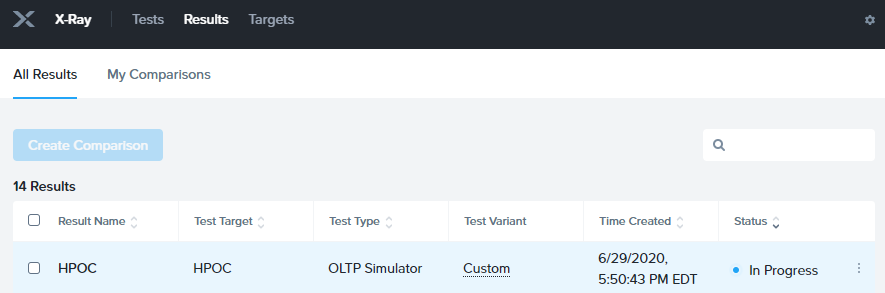 X-Ray Tests Results Targets
All Results My Comparisons
Create Comparison
14 Results
Result Name Test Target Test Type Test Variant Time Created Status
HPOC HPOC OLTP Simulator Custom 6/29/2020, 5:50:43 PM EDT In Progress